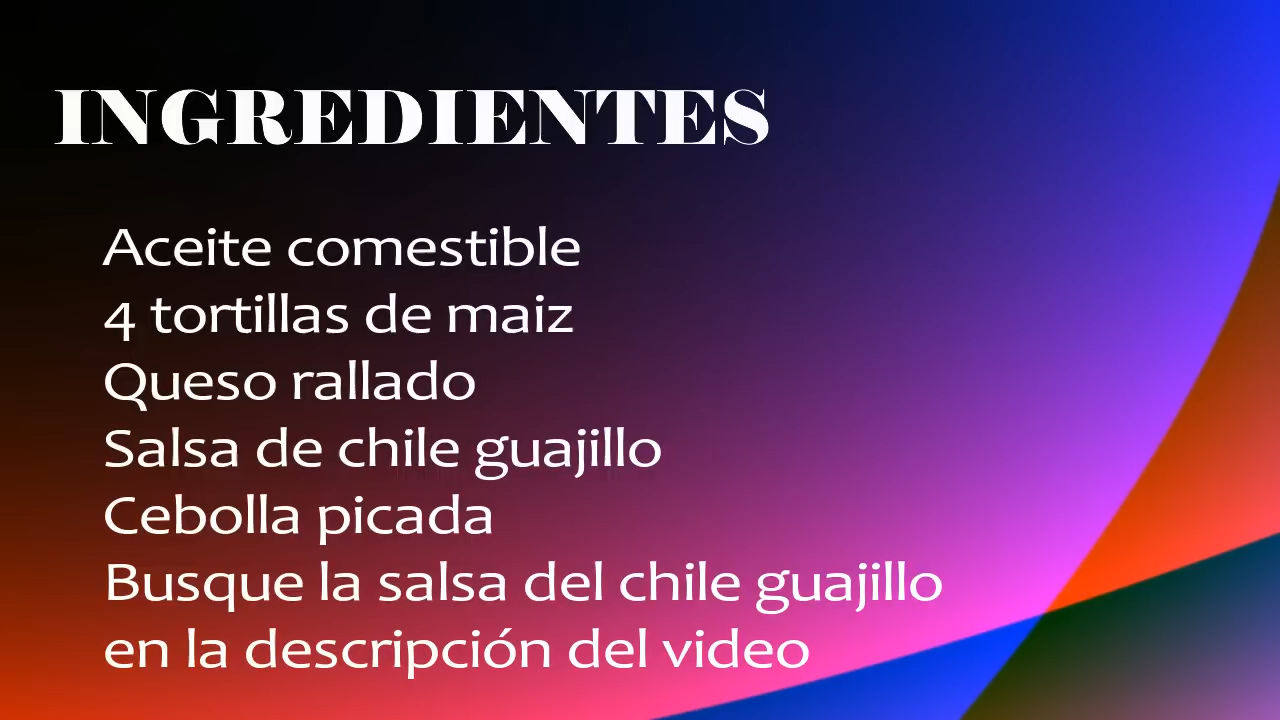 INGREDIENTES
Aceite comestible
4 tortillas de maiz
Queso rallado
Salsa de chile guajillo
Cebolla picada
Busque la salsa del chile guajillo
en la descripción del video